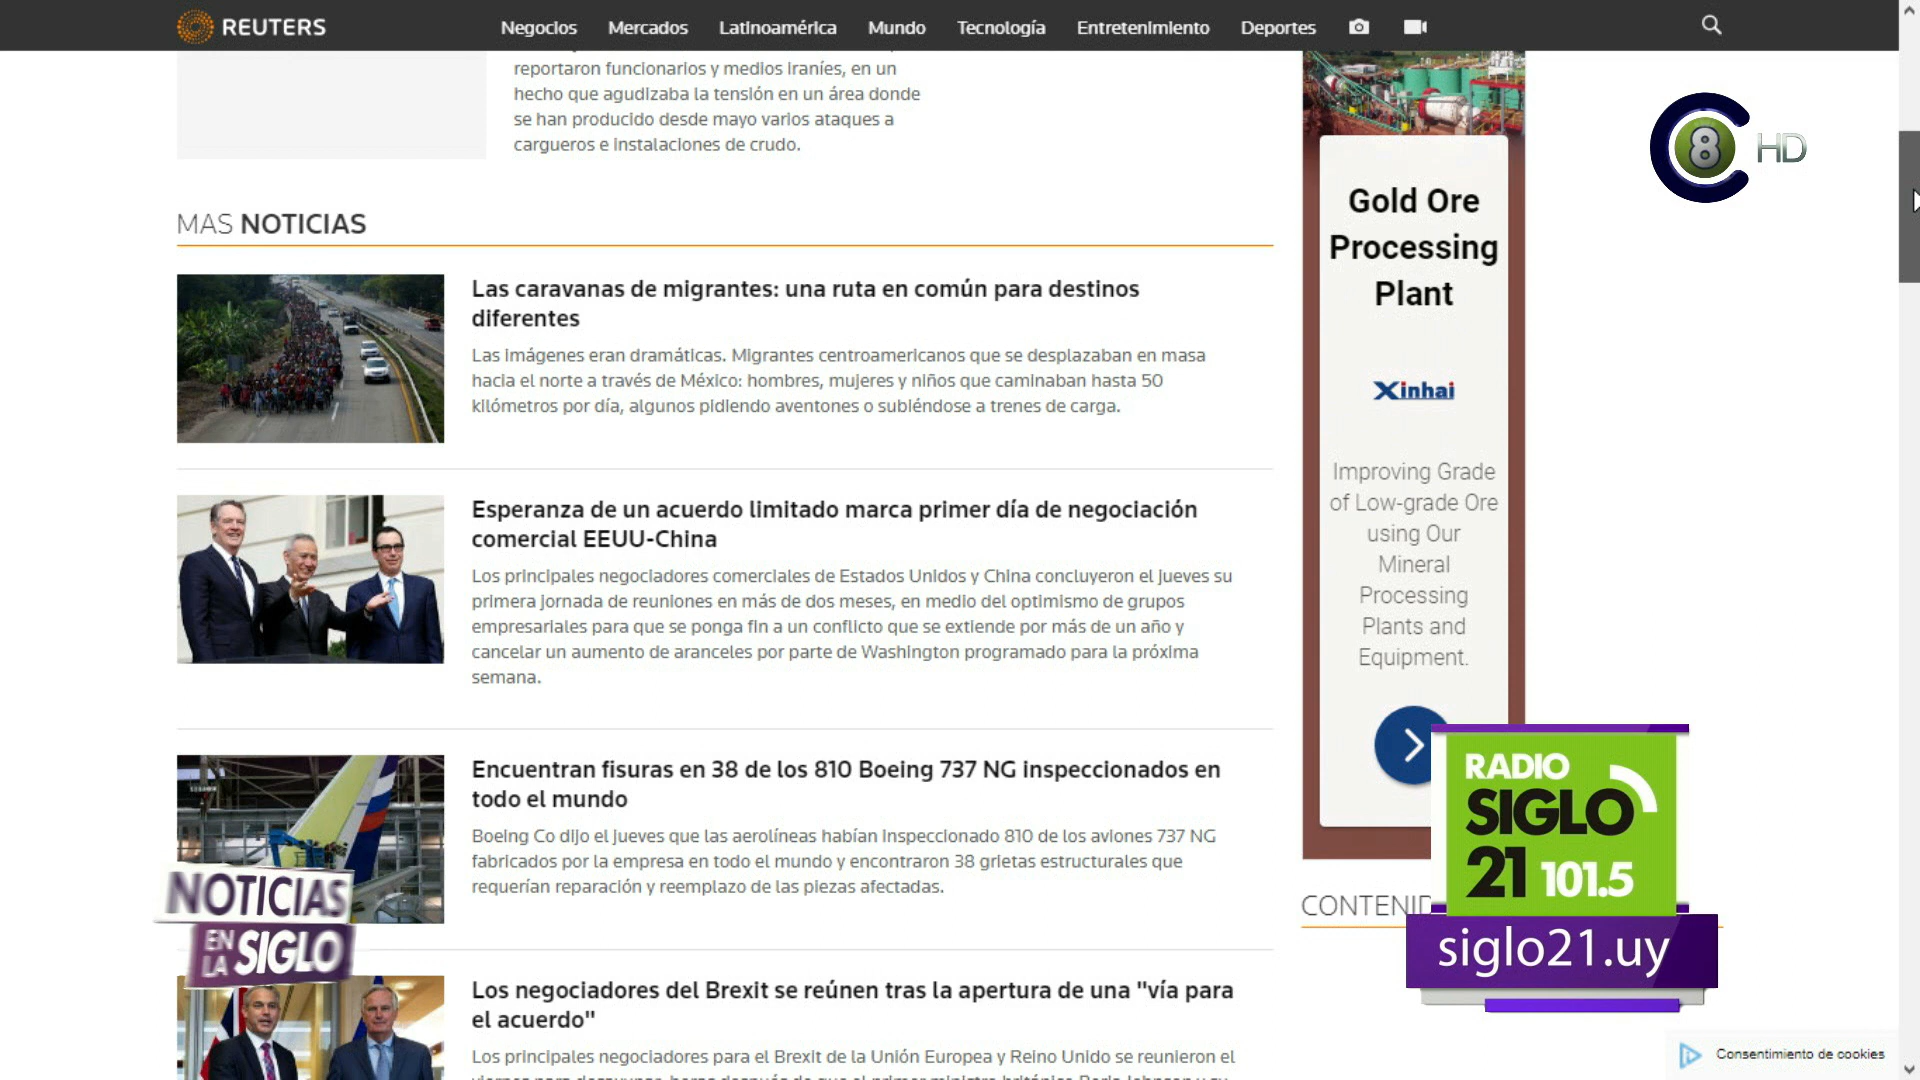 REUTERS
Negocios Mercados Latinoamérica Mundo Tecnología Entretenimiento Deportes
reportaron funcionarios y medios iraníes, en un
hecho que agudizaba la tensión en un área donde
se han producido desde mayo varios ataques a
cargueros e instalaciones de crudo.
MAS NOTICIAS
Las caravanas de migrantes: una ruta en común para destinos
diferentes
Las imágenes eran dramáticas. Migrantes centroamericanos que se desplazaban en masa
hacia el norte a través de México: hombres, mujeres y niños que caminaban hasta 50
kilómetros por día, algunos pidiendo aventones o subiéndose a trenes de carga.
Esperanza de un acuerdo limitado marca primer día de negociación
comercial EEUU-China
Los principales negociadores comerciales de Estados Unidos y China concluyeron el jueves su
primera jornada de reuniones en más de dos meses, en medio del optimismo de grupos
empresariales para que se ponga fin a un conflicto que se extiende por más de un año y
cancelar un aumento de aranceles por parte de Washington programado para la próxima
semana.
Encuentran fisuras en 38 de los 810 Boeing 737 NG inspeccionados en
todo el mundo
Boeing Co dijo el jueves que las aerolíneas habían inspeccionado 810 de los aviones 737 NG
fabricados por la empresa en todo el mundo y encontraron 38 grietas estructurales que
requerían reparación y reemplazo de las piezas afectadas.
Los negociadores del Brexit se reúnen tras la apertura de una "vía para
el acuerdo"
Los principales negociadores para el Brexit de la Unión Europea y Reino Unido se reunieron el
NOTICIAS
EN LA SIGLO
Gold Ore
Processing
Plant
Xinhai
Improving Grade
of Low-grade Ore
using Our
Mineral
Processing
Plants and
Equipment.
CONTENID
C 8 HD
RADIO
SIGLO
21 101.5
siglo21.uy
Consentimiento de cookies